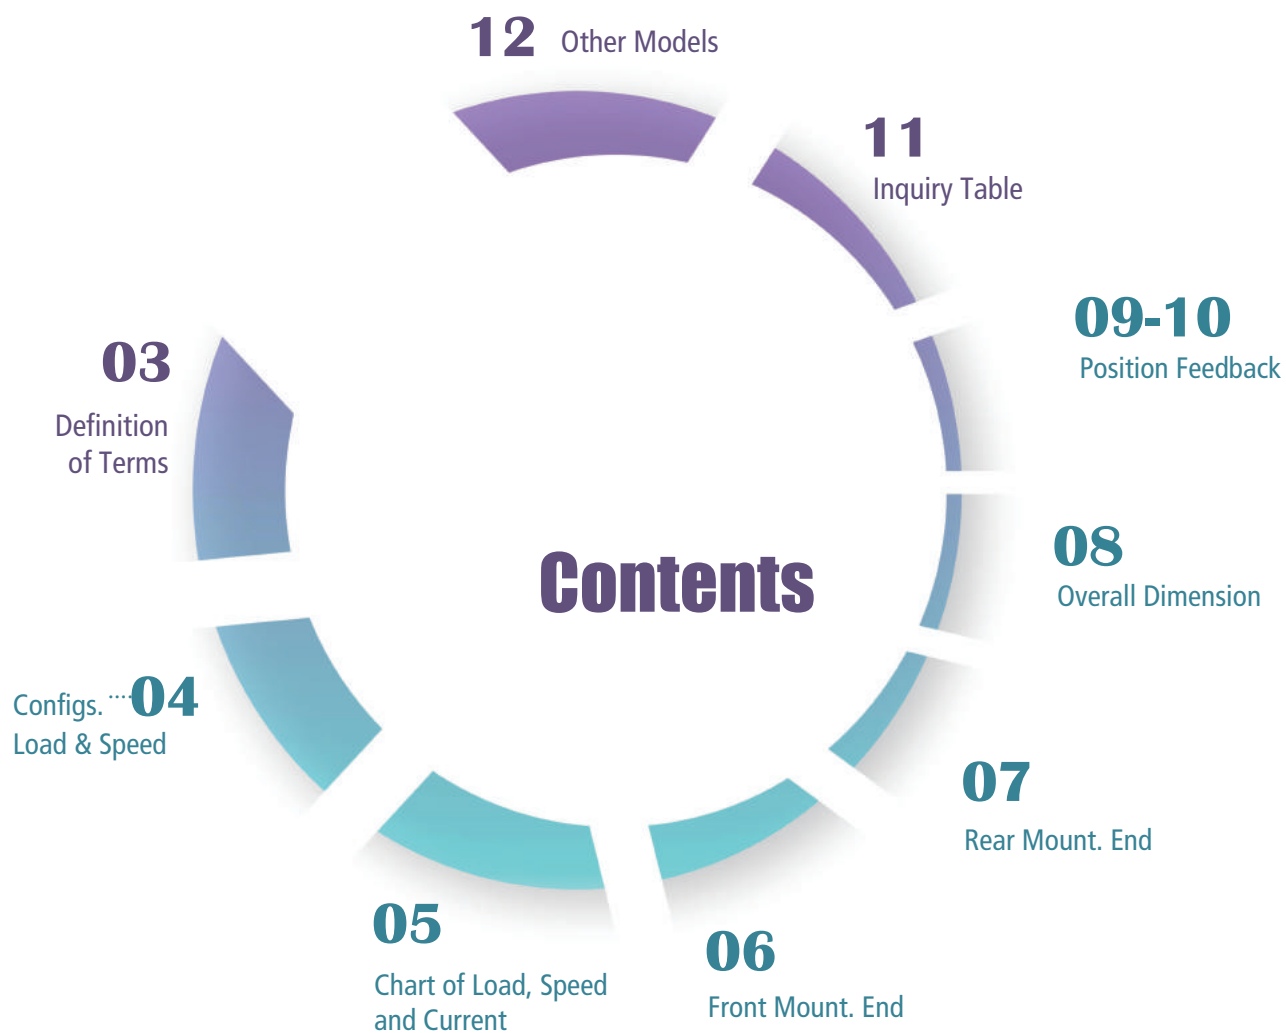 Contents
03
Definition
of Terms
Configs. ····04
Load & Speed
05
Chart of Load, Speed
and Current
06
Front Mount. End
07
Rear Mount. End
08
Overall Dimension
09-10
Position Feedback
11
Inquiry Table
12 Other Models